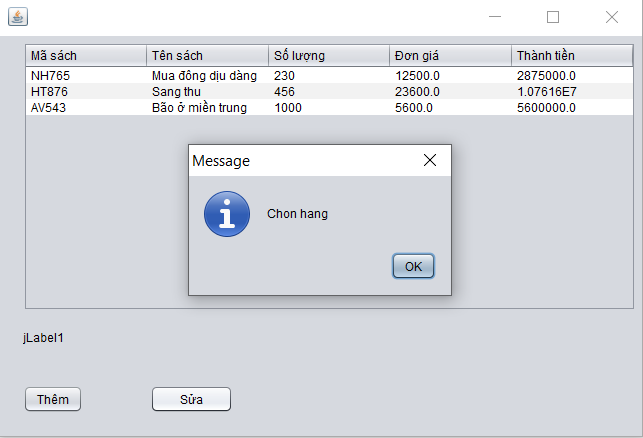 Mã sách Tên sách Số lượng Đơn giá Thành tiền
NH765 Mua đông dịu dàng 230 12500.0 2875000.0
HT876 Sang thu 456 23600.0 1.07616E7
AV543 Bão ở miền trung 1000 5600.0 5600000.0
Message
Chon hang
OK
jLabel1
Thêm Sửa